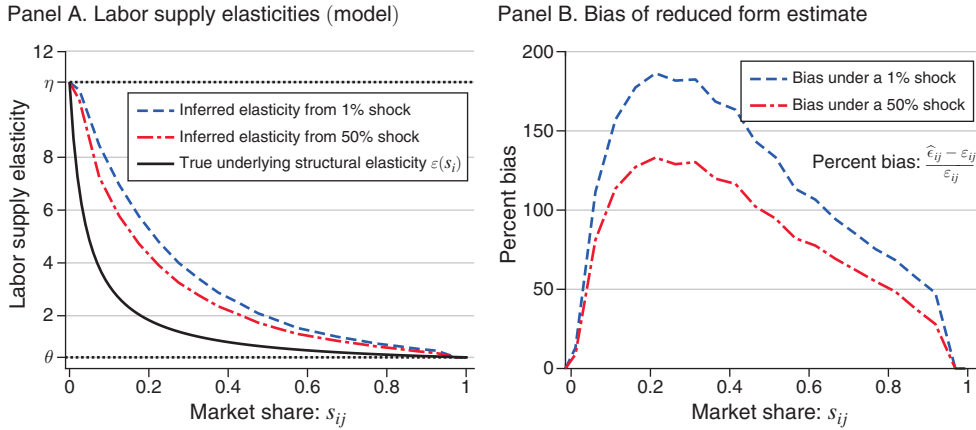 Panel A. Labor supply elasticities (model)
12
η
8
6
4
2
θ
Labor supply elasticity
Inferred elasticity from 1% shock
Inferred elasticity from 50% shock
True underlying structural elasticity ε(s_i)
0
0.2
0.4
0.6
0.8
1
Market share: s_ij
Panel B. Bias of reduced form estimate
200
150
100
50
0
Percent bias
Bias under a 1% shock
Bias under a 50% shock
Percent bias: (ϵ̂_ij − ε_ij) / ε_ij
0
0.2
0.4
0.6
0.8
1
Market share: s_ij